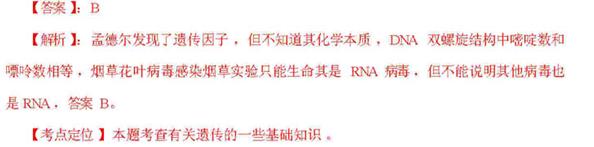 【答案】：B
【解析】：孟德尔发现了遗传因子，但不知道其化学本质，DNA 双螺旋结构中嘧啶数和
嘌呤数相等，烟草花叶病毒感染烟草实验只能生命其是 RNA 病毒，但不能说明其他病毒也
是RNA，答案 B。
【考点定位】本题考查有关遗传的一些基础知识。